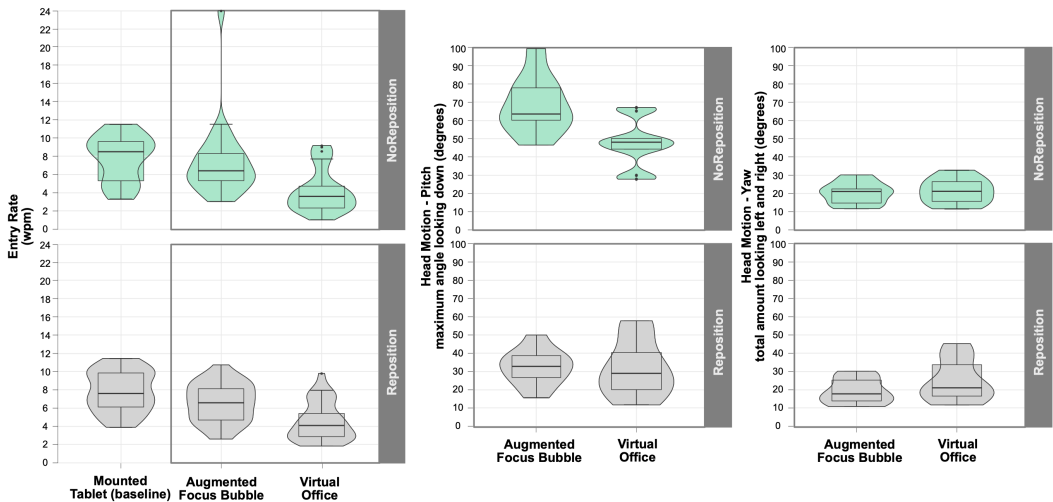 Entry Rate
(wpm)
24
22
20
18
16
14
12
10
8
6
4
2
0
NoReposition
24
22
20
18
16
14
12
10
8
6
4
2
0
Reposition
Mounted
Tablet (baseline)
Augmented
Focus Bubble
Virtual
Office
Head Motion - Pitch
maximum angle looking down (degrees)
100
90
80
70
60
50
40
30
20
10
0
NoReposition
100
90
80
70
60
50
40
30
20
10
0
Reposition
Augmented
Focus Bubble
Virtual
Office
Head Motion - Yaw
total amount looking left and right (degrees)
100
90
80
70
60
50
40
30
20
10
0
NoReposition
100
90
80
70
60
50
40
30
20
10
0
Reposition
Augmented
Focus Bubble
Virtual
Office